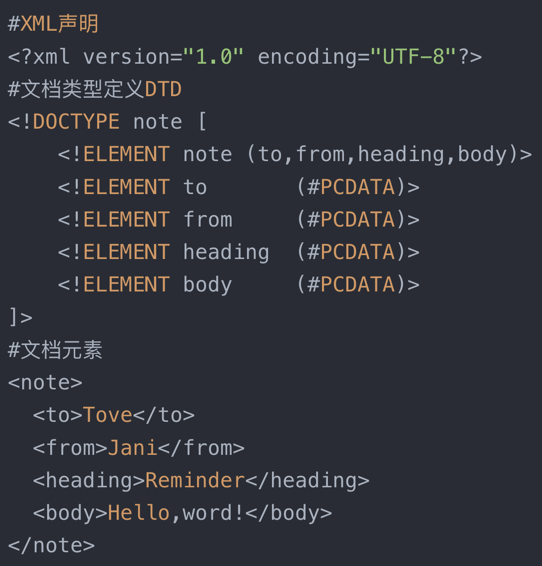 #XML声明
<?xml version="1.0" encoding="UTF-8"?>
#文档类型定义DTD
<!DOCTYPE note [
    <!ELEMENT note (to,from,heading,body)>
    <!ELEMENT to       (#PCDATA)>
    <!ELEMENT from     (#PCDATA)>
    <!ELEMENT heading  (#PCDATA)>
    <!ELEMENT body     (#PCDATA)>
]>
#文档元素
<note>
  <to>Tove</to>
  <from>Jani</from>
  <heading>Reminder</heading>
  <body>Hello,word!</body>
</note>